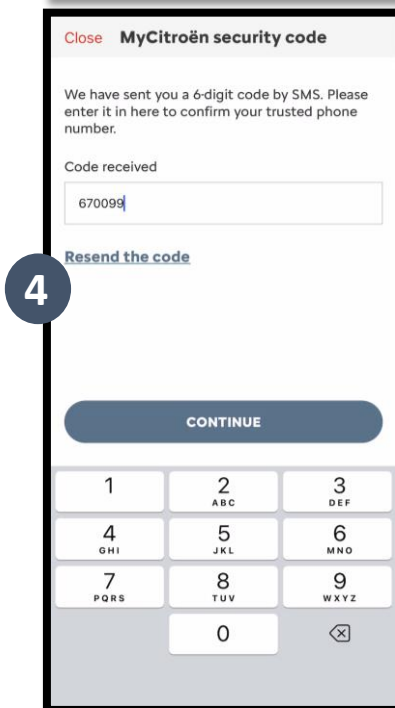 Close MyCitroën security code
We have sent you a 6-digit code by SMS. Please
enter it in here to confirm your trusted phone
number.
Code received
670099
Resend the code
4
CONTINUE
1 2 3
ABC DEF
4 5 6
GHI JKL MNO
7 8 9
PQRS TUV WXYZ
0